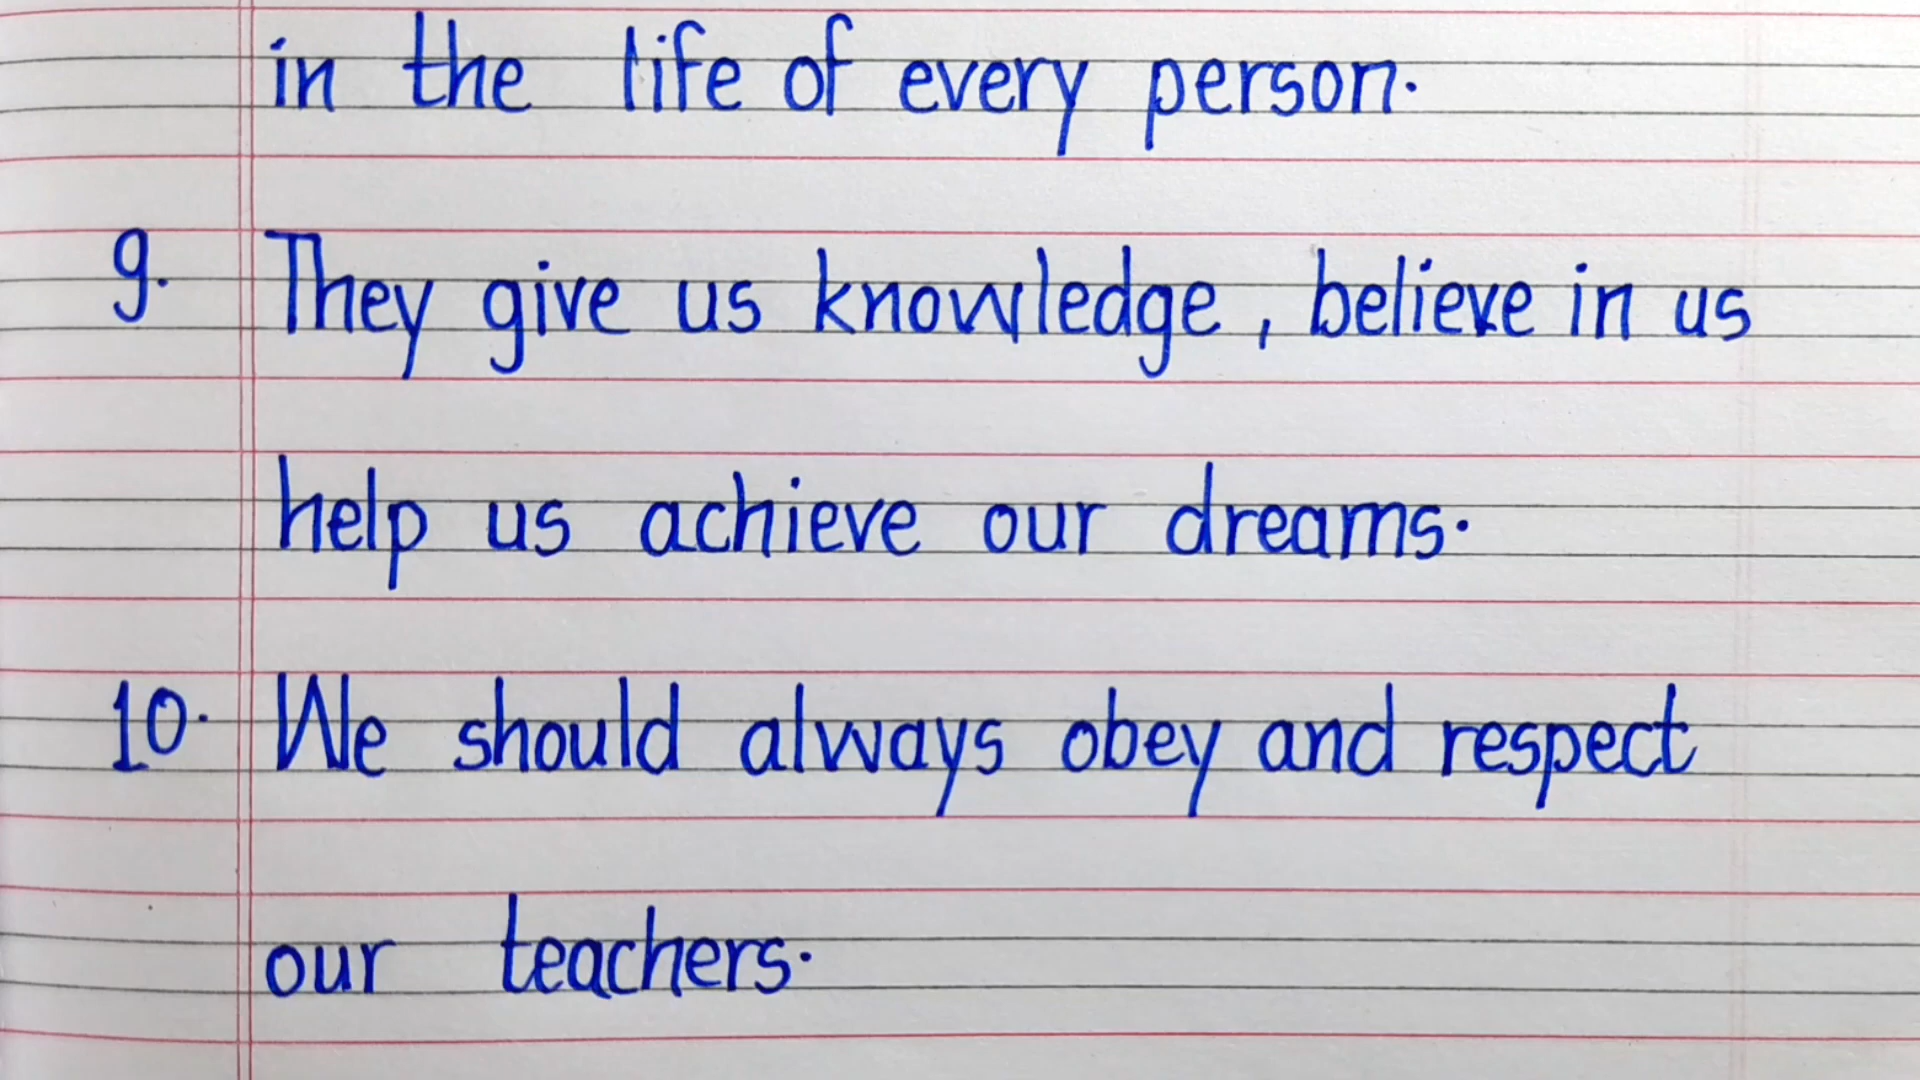 in the life of every person.
9. They give us knowledge, believe in us
help us achieve our dreams.
10. We should always obey and respect
our teachers.